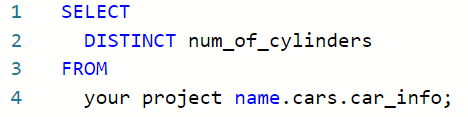 1 SELECT
2 DISTINCT num_of_cylinders
3 FROM
4 your project name.cars.car_info;